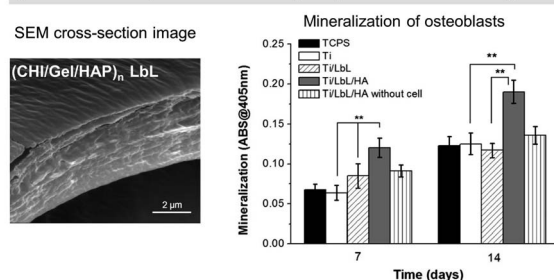 SEM cross-section image
(CHI/Gel/HAP)n LbL
2 µm
Mineralization of osteoblasts
Mineralization (ABS@405nm)
0.25
0.20
0.15
0.10
0.05
0.00
TCPS
Ti
Ti/LbL
Ti/LbL/HA
Ti/LbL/HA without cell
**
**
**
7
14
Time (days)